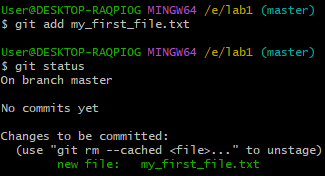 User@DESKTOP-RAQPIOG MINGW64 /e/lab1 (master)
$ git add my_first_file.txt
User@DESKTOP-RAQPIOG MINGW64 /e/lab1 (master)
$ git status
On branch master
No commits yet
Changes to be committed:
(use "git rm --cached <file>..." to unstage)
new file: my_first_file.txt